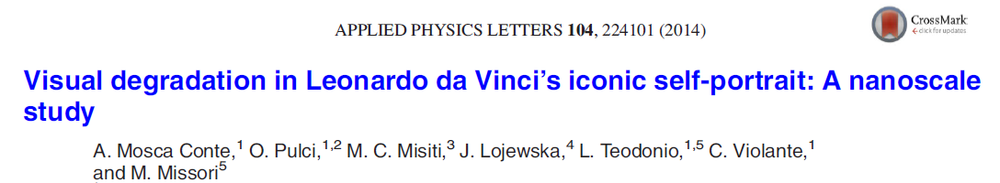 APPLIED PHYSICS LETTERS 104, 224101 (2014)
CrossMark
click for updates
Visual degradation in Leonardo da Vinci’s iconic self-portrait: A nanoscale
study
A. Mosca Conte,1 O. Pulci,1,2 M. C. Misiti,3 J. Lojewska,4 L. Teodonio,1,5 C. Violante,1
and M. Missori5